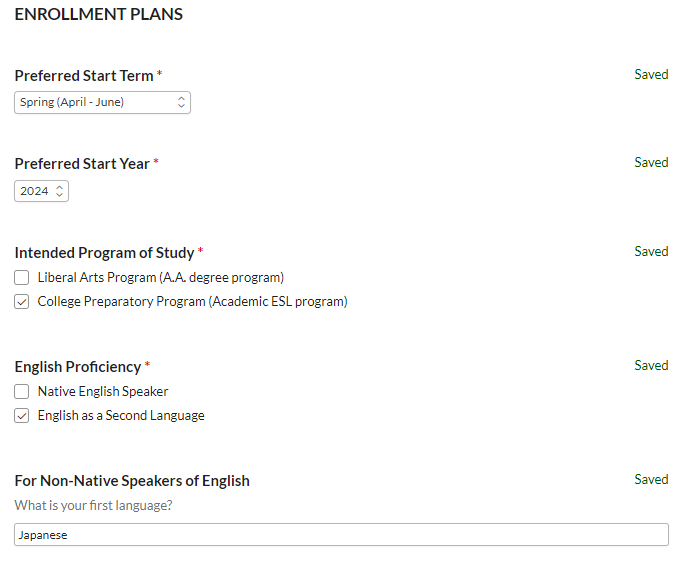 ENROLLMENT PLANS
Preferred Start Term *
Saved
Spring (April - June)
Preferred Start Year *
Saved
2024
Intended Program of Study *
Saved
Liberal Arts Program (A.A. degree program)
College Preparatory Program (Academic ESL program)
English Proficiency *
Saved
Native English Speaker
English as a Second Language
For Non-Native Speakers of English
Saved
What is your first language?
Japanese